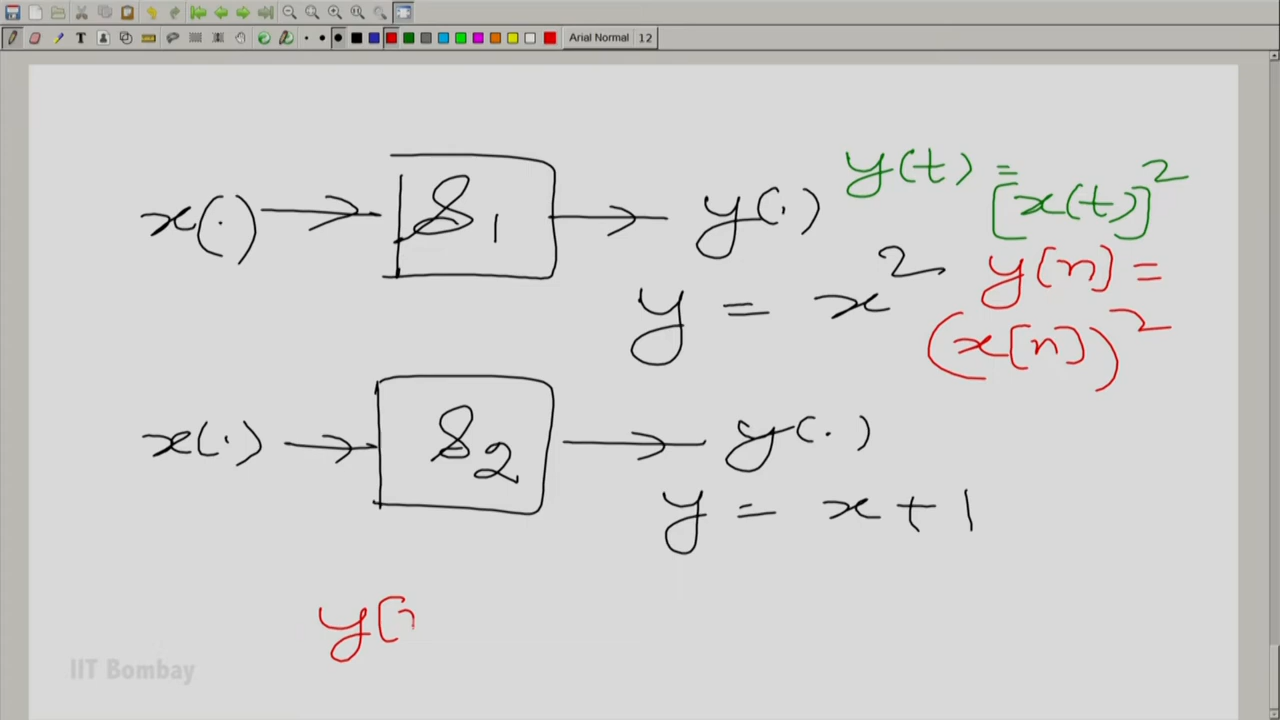 Arial Normal 12
x(·) → S1 → y(·)
y(t) =
[x(t)]²
y = x²
y[n] =
(x[n])²
x(·) → S2 → y(·)
y = x + 1
y[
IIT Bombay